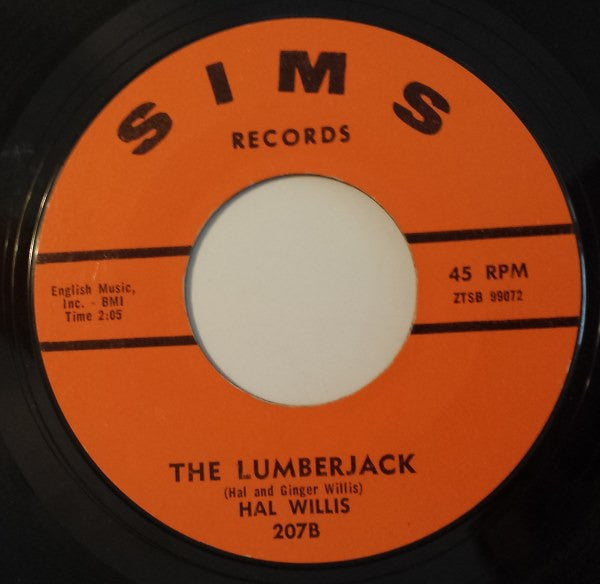 SIMS
RECORDS
English Music,
Inc. - BMI
Time 2:05
45 RPM
ZTSB 99072
THE LUMBERJACK
(Hal and Ginger Willis)
HAL WILLIS
207B